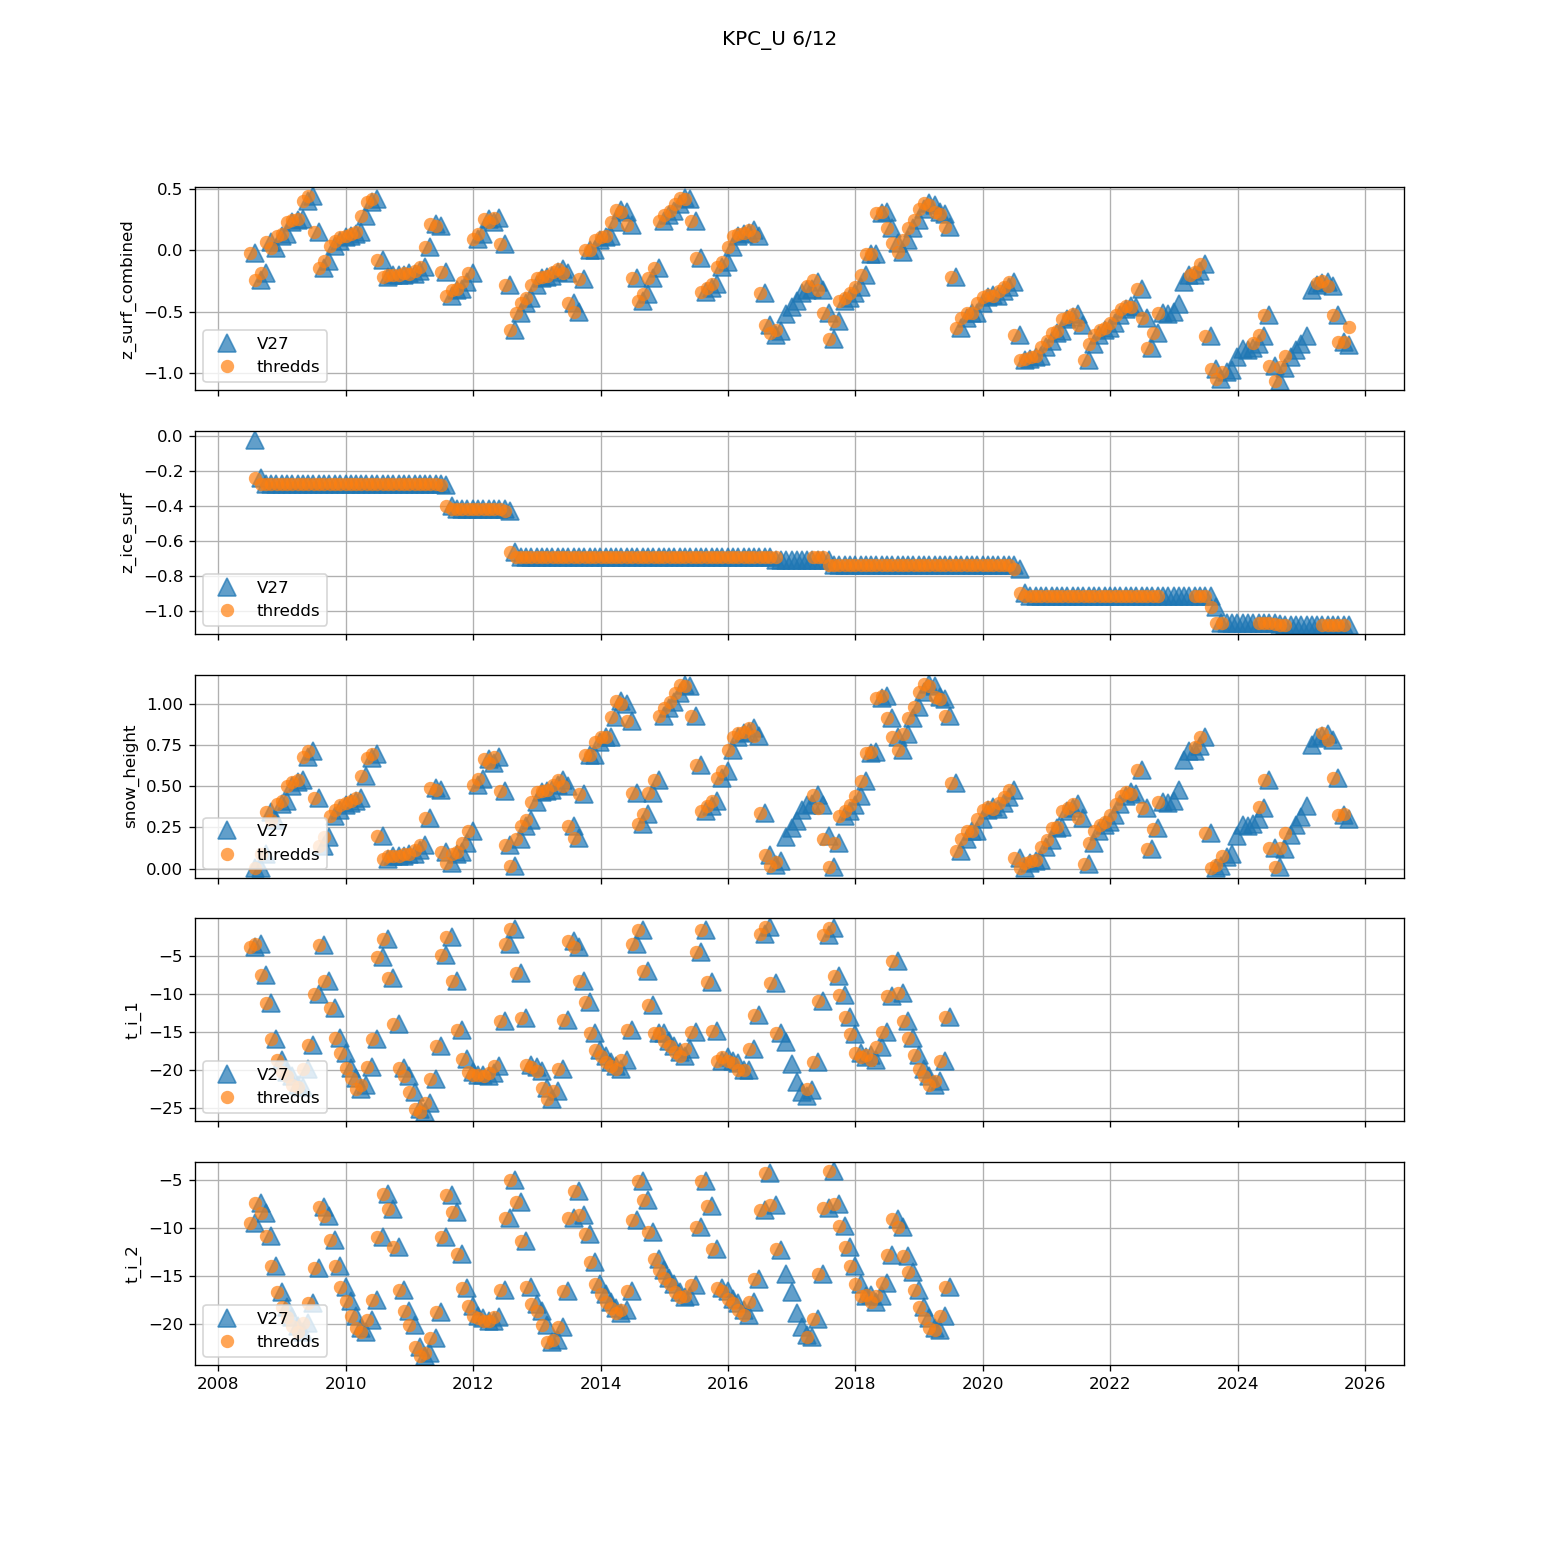 KPC_U 6/12
z_surf_combined
0.5
0.0
−0.5
−1.0
V27
thredds
z_ice_surf
0.0
−0.2
−0.4
−0.6
−0.8
−1.0
V27
thredds
snow_height
1.00
0.75
0.50
0.25
0.00
V27
thredds
t_i_1
−5
−10
−15
−20
−25
V27
thredds
t_i_2
−5
−10
−15
−20
V27
thredds
2008 2010 2012 2014 2016 2018 2020 2022 2024 2026